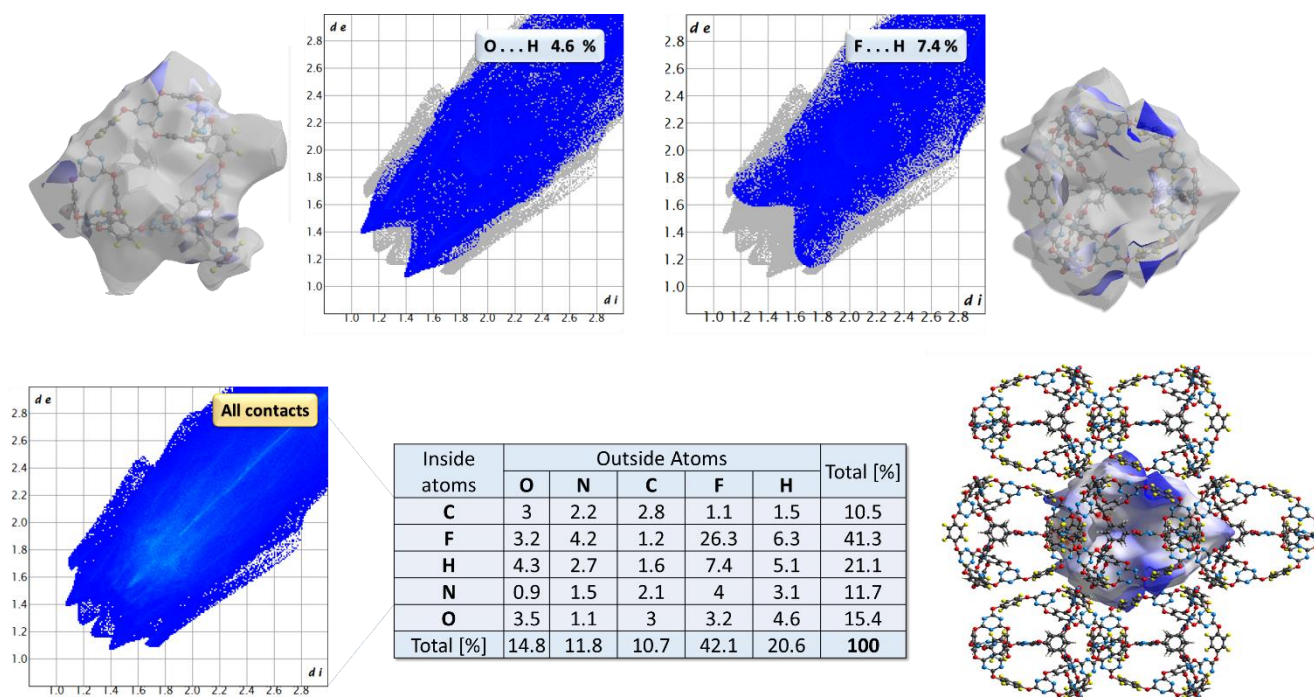 d e
2.8
2.6
2.4
2.2
2.0
1.8
1.6
1.4
1.2
1.0
O . . . H 4.6 %
d i
1.0 1.2 1.4 1.6 1.8 2.0 2.2 2.4 2.6 2.8
d e
2.8
2.6
2.4
2.2
2.0
1.8
1.6
1.4
1.2
1.0
F . . . H 7.4 %
d i
1.0 1.2 1.4 1.6 1.8 2.0 2.2 2.4 2.6 2.8
d e
2.8
2.6
2.4
2.2
2.0
1.8
1.6
1.4
1.2
1.0
All contacts
d i
1.0 1.2 1.4 1.6 1.8 2.0 2.2 2.4 2.6 2.8
Inside atoms Outside Atoms Total [%]
O N C F H
C 3 2.2 2.8 1.1 1.5 10.5
F 3.2 4.2 1.2 26.3 6.3 41.3
H 4.3 2.7 1.6 7.4 5.1 21.1
N 0.9 1.5 2.1 4 3.1 11.7
O 3.5 1.1 3 3.2 4.6 15.4
Total [%] 14.8 11.8 10.7 42.1 20.6 100